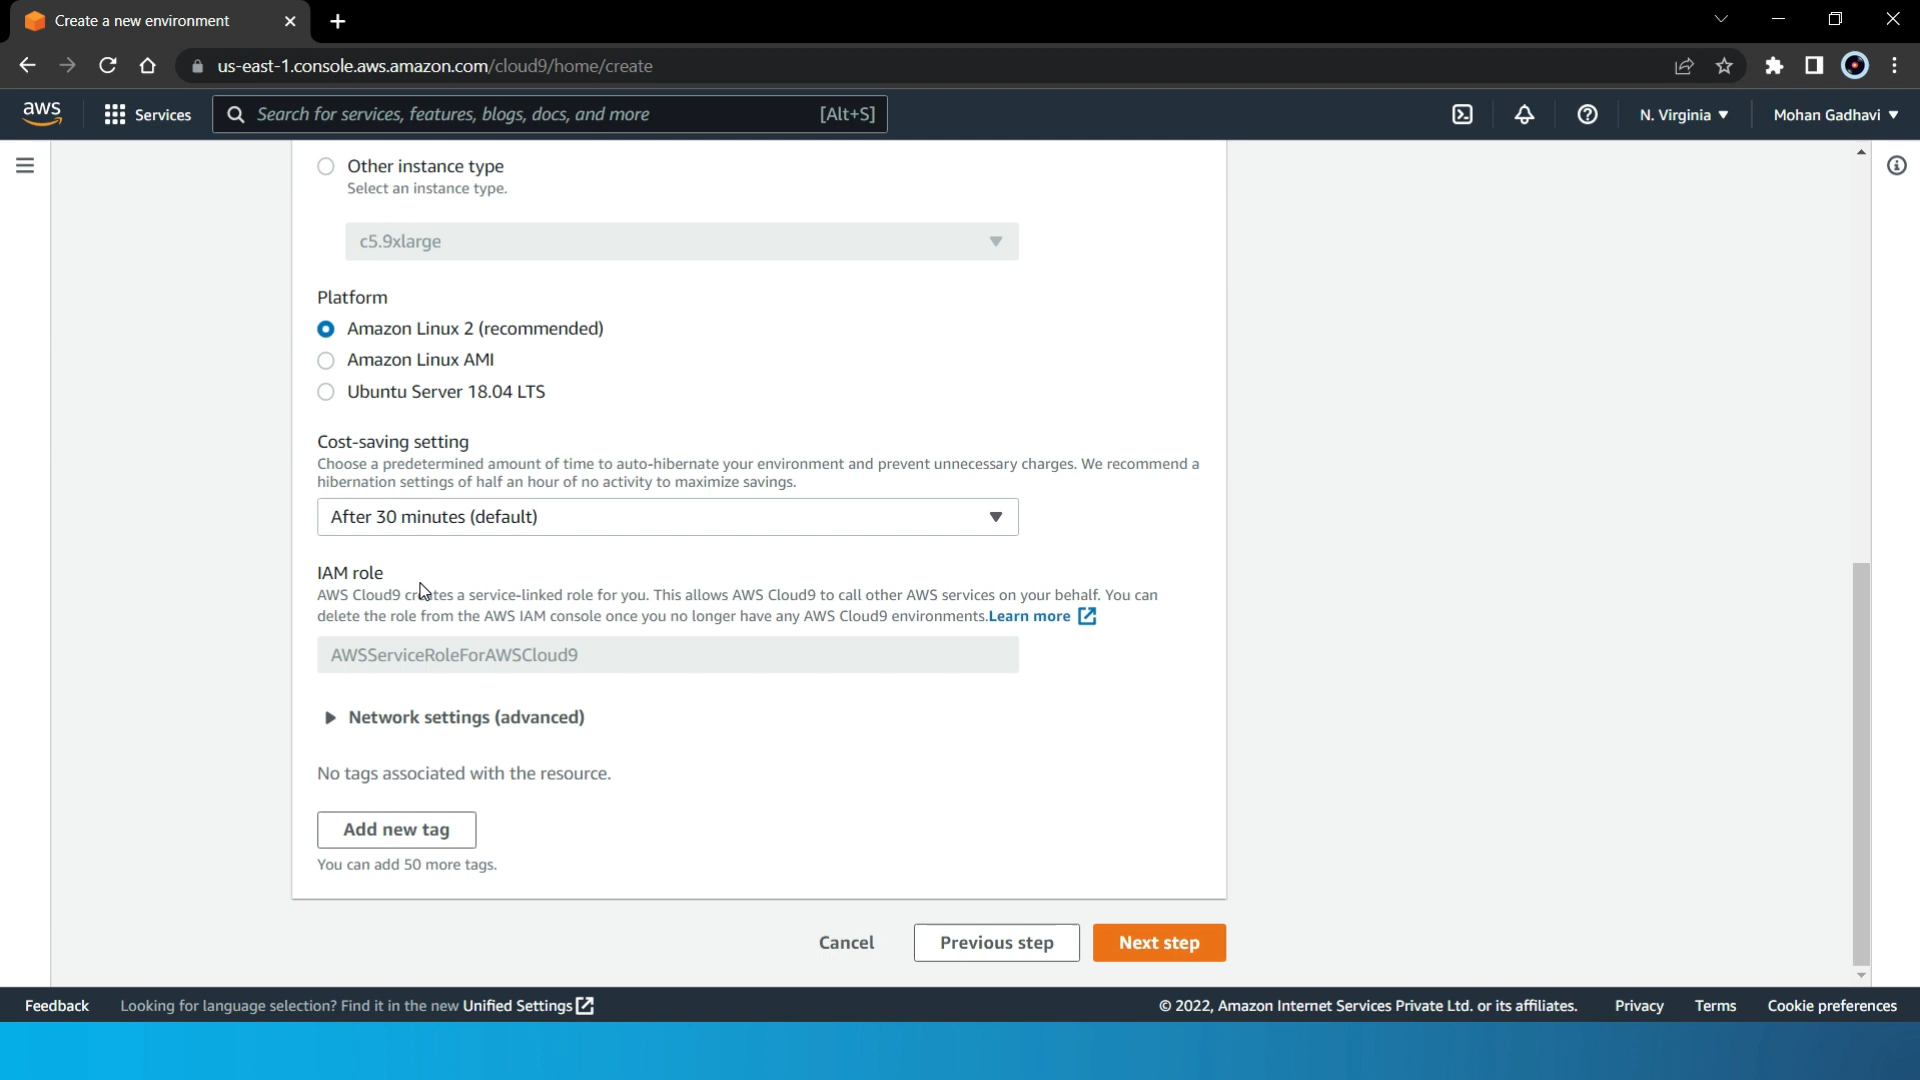 Create a new environment
us-east-1.console.aws.amazon.com/cloud9/home/create
aws
Services
Search for services, features, blogs, docs, and more
[Alt+S]
N. Virginia
Mohan Gadhavi
Other instance type
Select an instance type.
c5.9xlarge
Platform
Amazon Linux 2 (recommended)
Amazon Linux AMI
Ubuntu Server 18.04 LTS
Cost-saving setting
Choose a predetermined amount of time to auto-hibernate your environment and prevent unnecessary charges. We recommend a
hibernation settings of half an hour of no activity to maximize savings.
After 30 minutes (default)
IAM role
AWS Cloud9 creates a service-linked role for you. This allows AWS Cloud9 to call other AWS services on your behalf. You can
delete the role from the AWS IAM console once you no longer have any AWS Cloud9 environments.Learn more
AWSServiceRoleForAWSCloud9
Network settings (advanced)
No tags associated with the resource.
Add new tag
You can add 50 more tags.
Cancel
Previous step
Next step
Feedback
Looking for language selection? Find it in the new Unified Settings
© 2022, Amazon Internet Services Private Ltd. or its affiliates.
Privacy
Terms
Cookie preferences